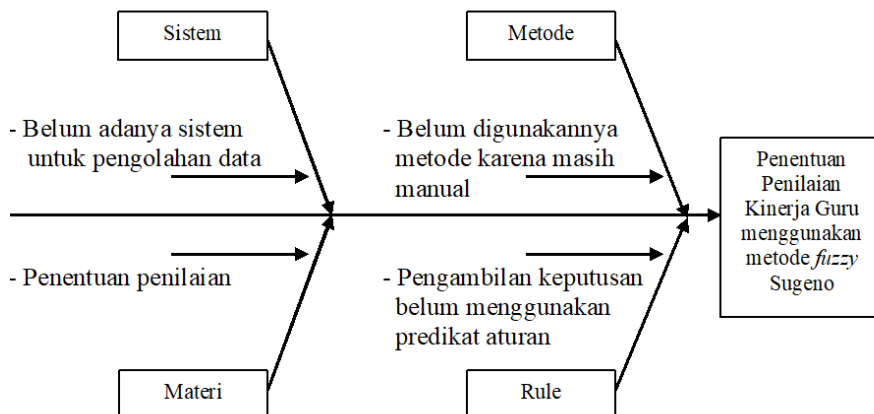 Sistem
Metode
- Belum adanya sistem
untuk pengolahan data
- Belum digunakannya
metode karena masih
manual
Penentuan
Penilaian
Kinerja Guru
menggunakan
metode fuzzy
Sugeno
- Penentuan penilaian
- Pengambilan keputusan
belum menggunakan
predikat aturan
Materi
Rule